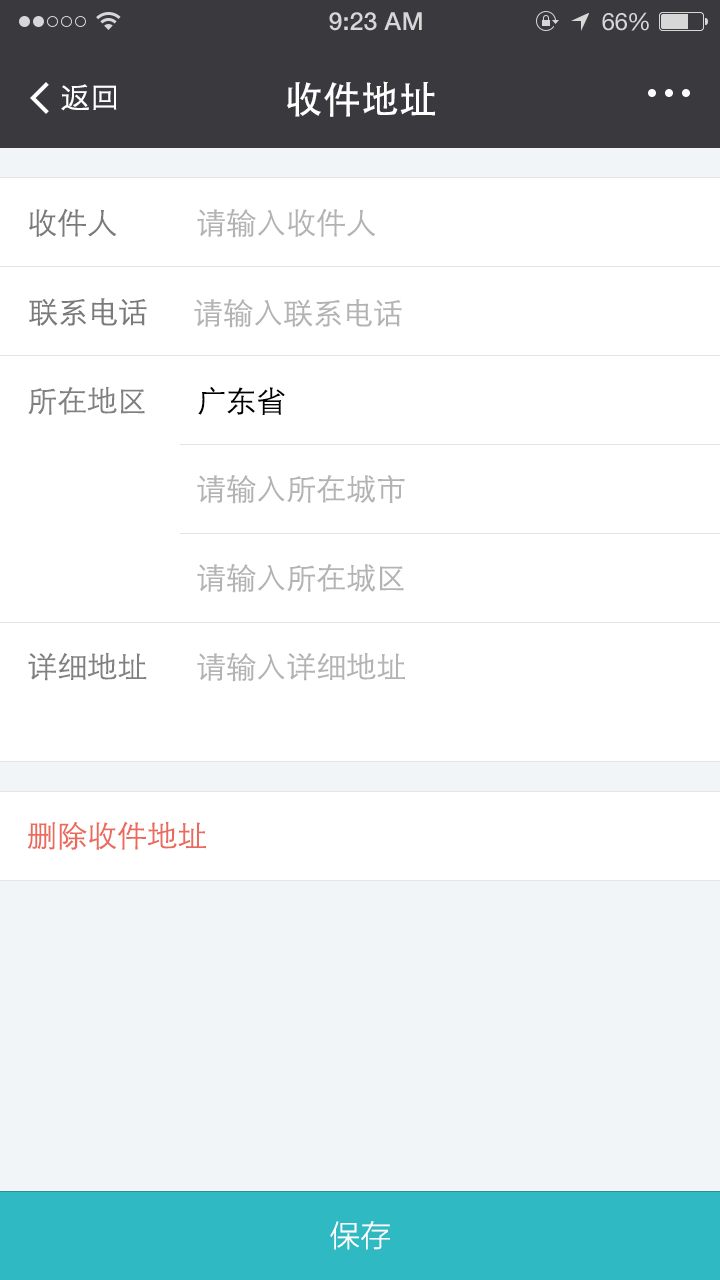 9:23 AM 66%
返回 收件地址
收件人 请输入收件人
联系电话 请输入联系电话
所在地区 广东省
请输入所在城市
请输入所在城区
详细地址 请输入详细地址
删除收件地址
保存